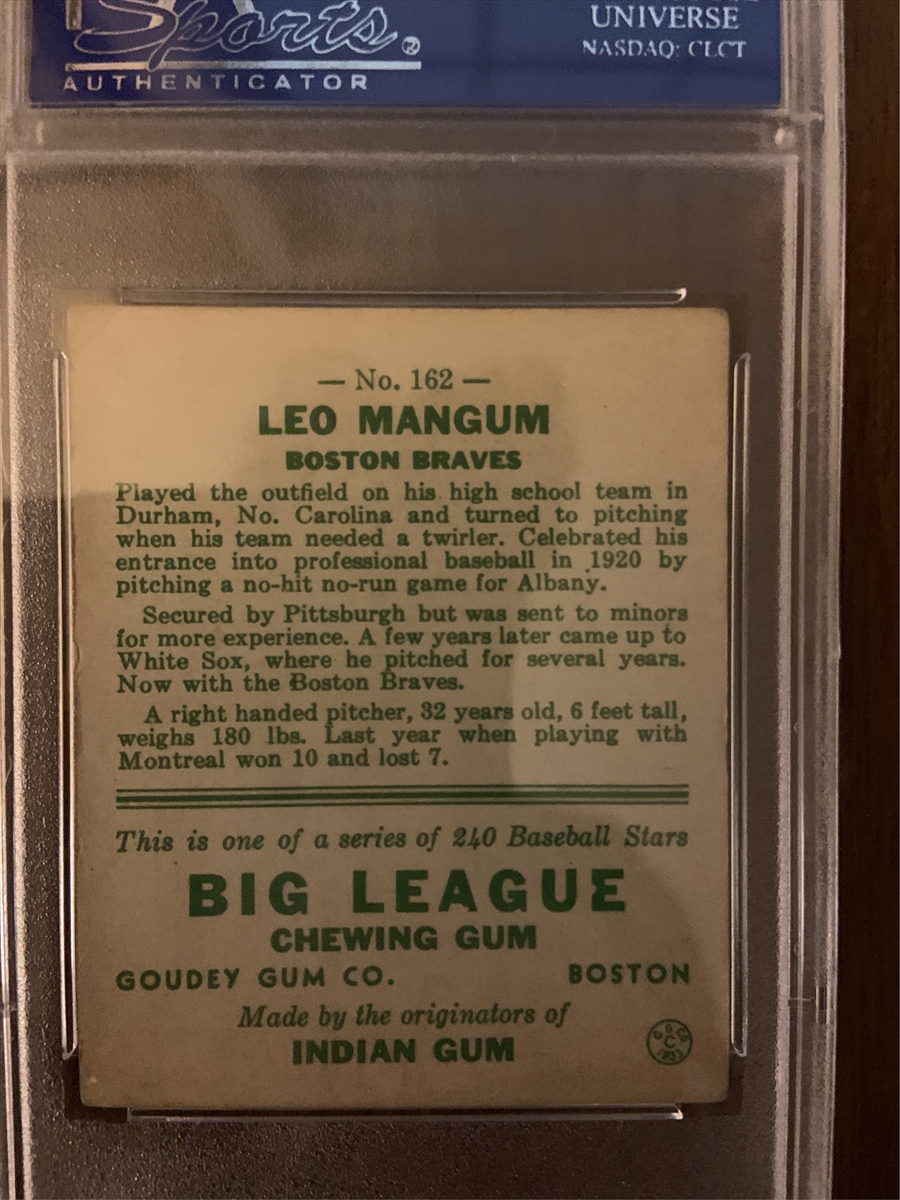 Sports ®
AUTHENTICATOR
UNIVERSE
NASDAQ: CLCT
— No. 162 —
LEO MANGUM
BOSTON BRAVES
Played the outfield on his high school team in
Durham, No. Carolina and turned to pitching
when his team needed a twirler. Celebrated his
entrance into professional baseball in 1920 by
pitching a no-hit no-run game for Albany.
Secured by Pittsburgh but was sent to minors
for more experience. A few years later came up to
White Sox, where he pitched for several years.
Now with the Boston Braves.
A right handed pitcher, 32 years old, 6 feet tall,
weighs 180 lbs. Last year when playing with
Montreal won 10 and lost 7.
This is one of a series of 240 Baseball Stars
BIG LEAGUE
CHEWING GUM
GOUDEY GUM CO. BOSTON
Made by the originators of
INDIAN GUM
G. G. CO.
C
1933